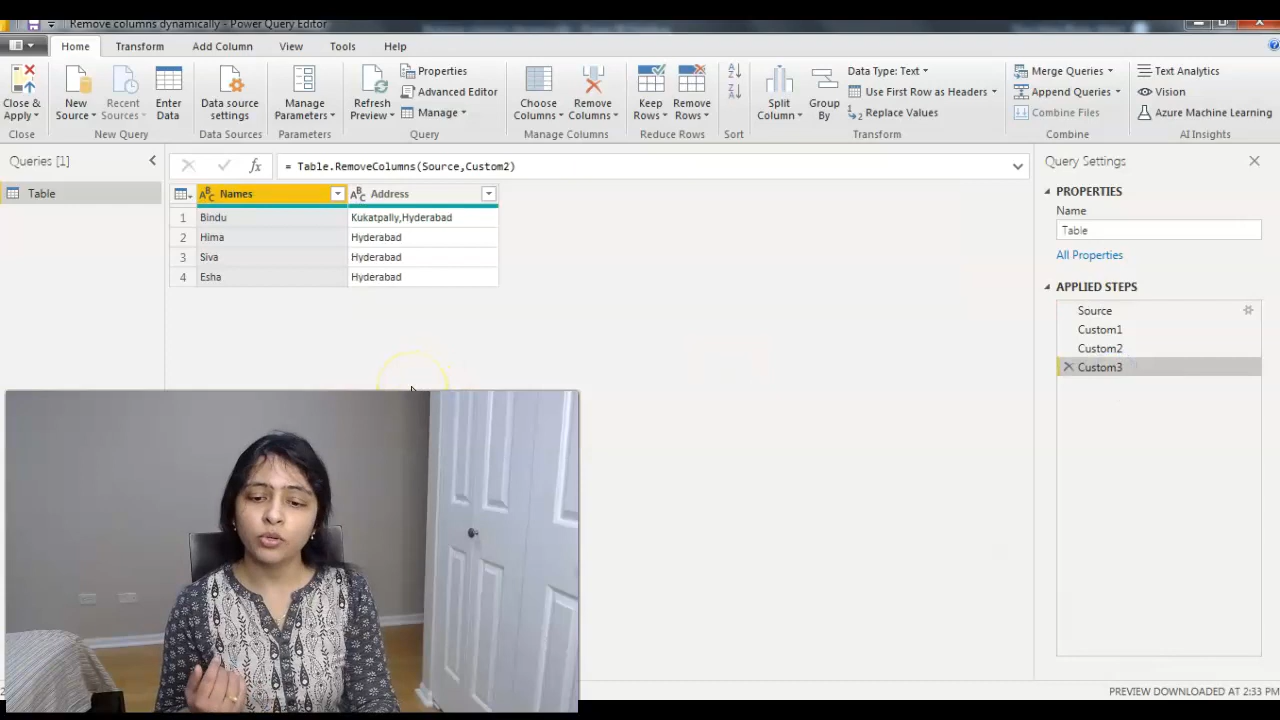 Remove columns dynamically - Power Query Editor
Home Transform Add Column View Tools Help
Close & Apply
New Source
Recent Sources
Enter Data
Data source settings
Manage Parameters
Refresh Preview
Properties
Advanced Editor
Manage
Choose Columns
Remove Columns
Keep Rows
Remove Rows
Split Column
Group By
Data Type: Text
Use First Row as Headers
Replace Values
Merge Queries
Append Queries
Combine Files
Text Analytics
Vision
Azure Machine Learning
Close New Query Data Sources Parameters Query Manage Columns Reduce Rows Sort Transform Combine AI Insights
Queries [1]
Table
fx = Table.RemoveColumns(Source,Custom2)
Names Address
1 Bindu Kukatpally,Hyderabad
2 Hima Hyderabad
3 Siva Hyderabad
4 Esha Hyderabad
Query Settings
PROPERTIES
Name
Table
All Properties
APPLIED STEPS
Source
Custom1
Custom2
Custom3
PREVIEW DOWNLOADED AT 2:33 PM